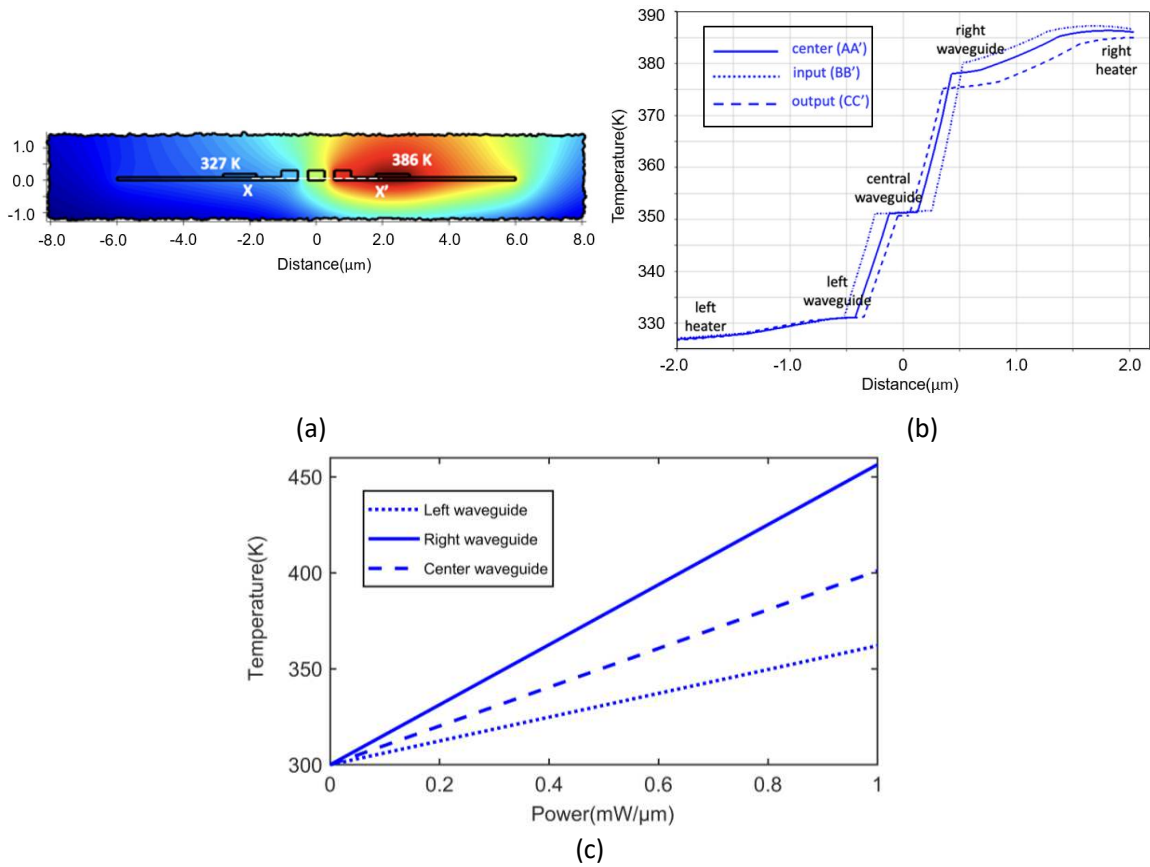 1.0
0.0
-1.0
327 K
386 K
X
X'
-8.0 -6.0 -4.0 -2.0 0 2.0 4.0 6.0 8.0
Distance(μm)
(a)
390
380
370
360
350
340
330
Temperature(K)
center (AA')
input (BB')
output (CC')
right
waveguide
right
heater
central
waveguide
left
waveguide
left
heater
-2.0 -1.0 0 1.0 2.0
Distance(μm)
(b)
450
400
350
300
Temperature(K)
Left waveguide
Right waveguide
Center waveguide
0 0.2 0.4 0.6 0.8 1
Power(mW/μm)
(c)